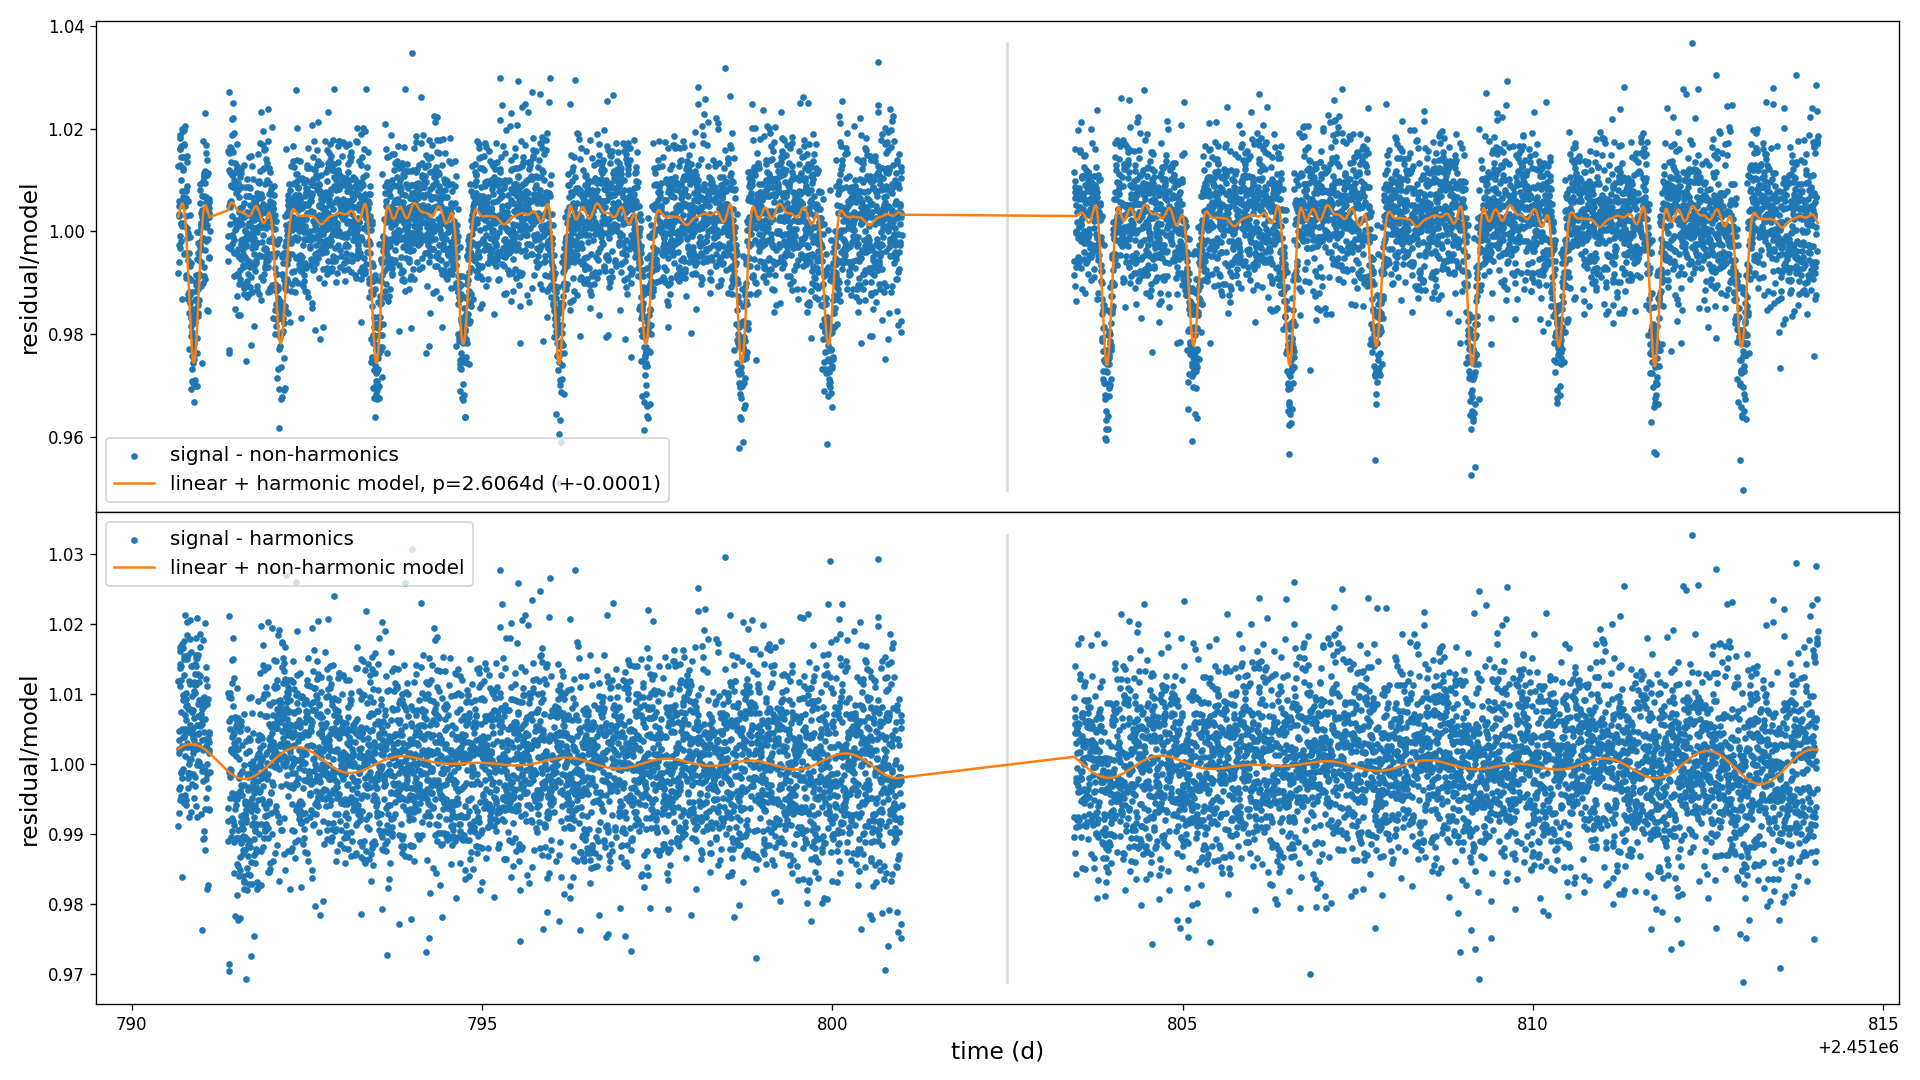 1.04
1.02
1.00
0.98
0.96
residual/model
signal - non-harmonics
linear + harmonic model, p=2.6064d (+-0.0001)
1.03
1.02
1.01
1.00
0.99
0.98
0.97
residual/model
signal - harmonics
linear + non-harmonic model
790
795
800
805
810
815
time (d)
+2.451e6